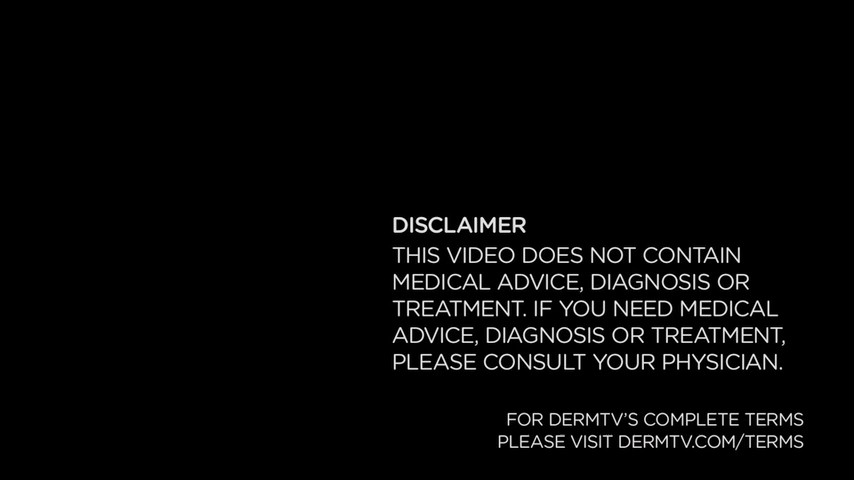 DISCLAIMER
THIS VIDEO DOES NOT CONTAIN
MEDICAL ADVICE, DIAGNOSIS OR
TREATMENT. IF YOU NEED MEDICAL
ADVICE, DIAGNOSIS OR TREATMENT,
PLEASE CONSULT YOUR PHYSICIAN.
FOR DERMTV'S COMPLETE TERMS
PLEASE VISIT DERMTV.COM/TERMS